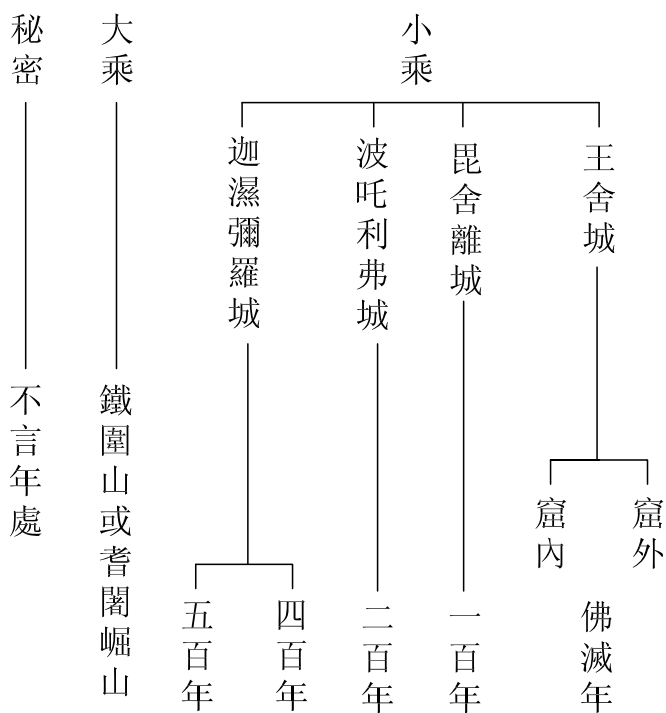 小乘
王舍城
窟外
窟內
佛滅年
毘舍離城
一百年
波吒利弗城
二百年
迦濕彌羅城
四百年
五百年
大乘
鐵圍山或耆闍崛山
秘密
不言年處